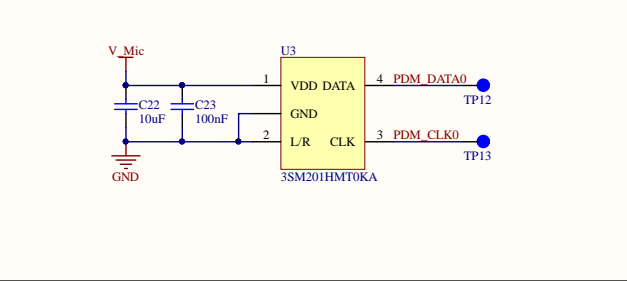 V_Mic
U3
1
VDD DATA
4
PDM_DATA0
TP12
C22
10uF
C23
100nF
GND
2
L/R
CLK
3
PDM_CLK0
TP13
GND
3SM201HMT0KA